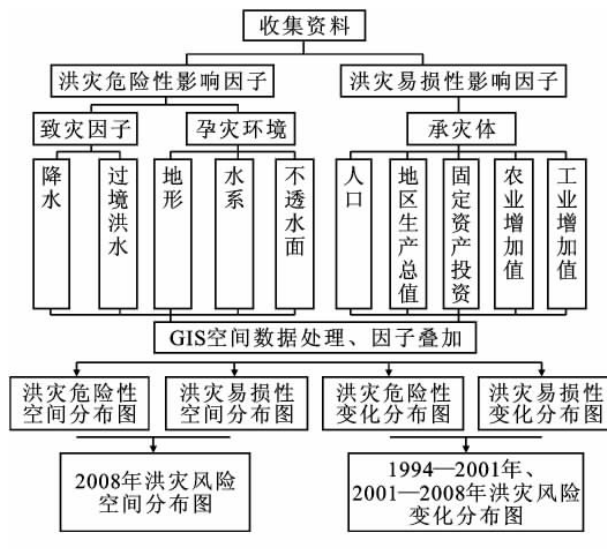 收集资料
洪灾危险性影响因子
洪灾易损性影响因子
致灾因子
孕灾环境
承灾体
降水
过境洪水
地形
水系
不透水面
人口
地区生产总值
固定资产投资
农业增加值
工业增加值
GIS空间数据处理、因子叠加
洪灾危险性
空间分布图
洪灾易损性
空间分布图
洪灾危险性
变化分布图
洪灾易损性
变化分布图
2008年洪灾风险
空间分布图
1994—2001年、
2001—2008年洪灾风险
变化分布图